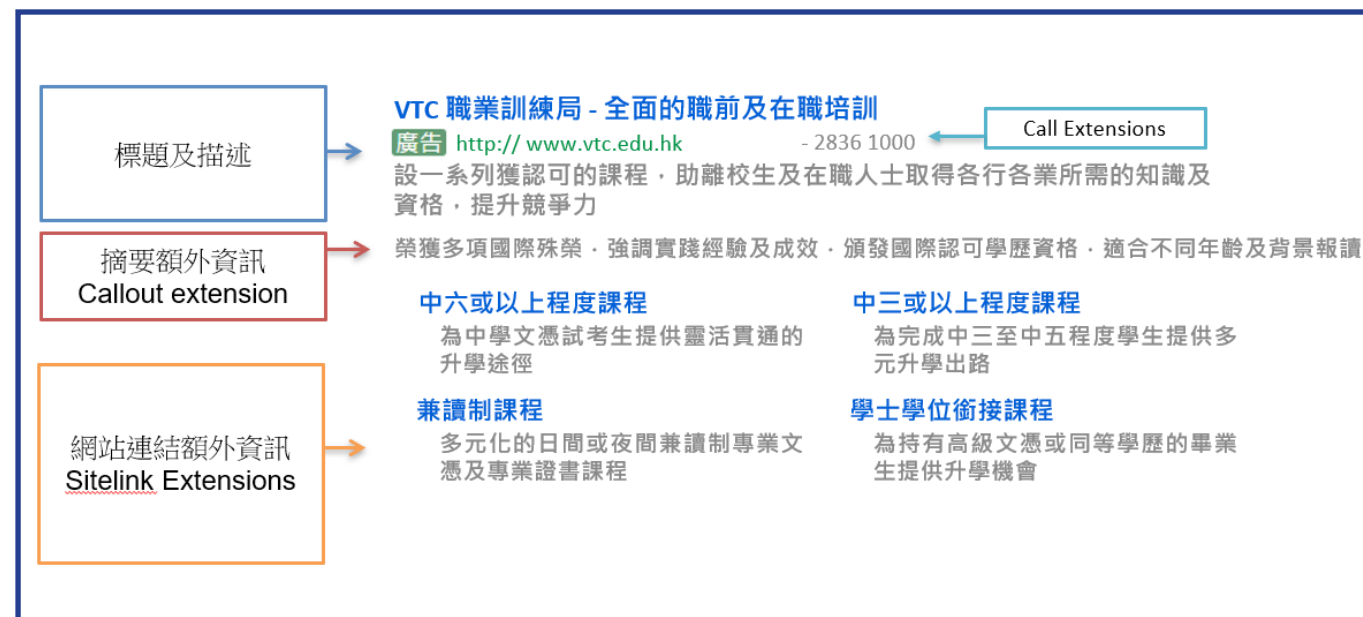 標題及描述
VTC 職業訓練局 - 全面的職前及在職培訓
廣告 http:// www.vtc.edu.hk - 2836 1000
Call Extensions
設一系列獲認可的課程，助離校生及在職人士取得各行各業所需的知識及
資格，提升競爭力
摘要額外資訊
Callout extension
榮獲多項國際殊榮．強調實踐經驗及成效．頒發國際認可學歷資格．適合不同年齡及背景報讀
網站連結額外資訊
Sitelink Extensions
中六或以上程度課程
為中學文憑試考生提供靈活貫通的
升學途徑
中三或以上程度課程
為完成中三至中五程度學生提供多
元升學出路
兼讀制課程
多元化的日間或夜間兼讀制專業文
憑及專業證書課程
學士學位銜接課程
為持有高級文憑或同等學歷的畢業
生提供升學機會